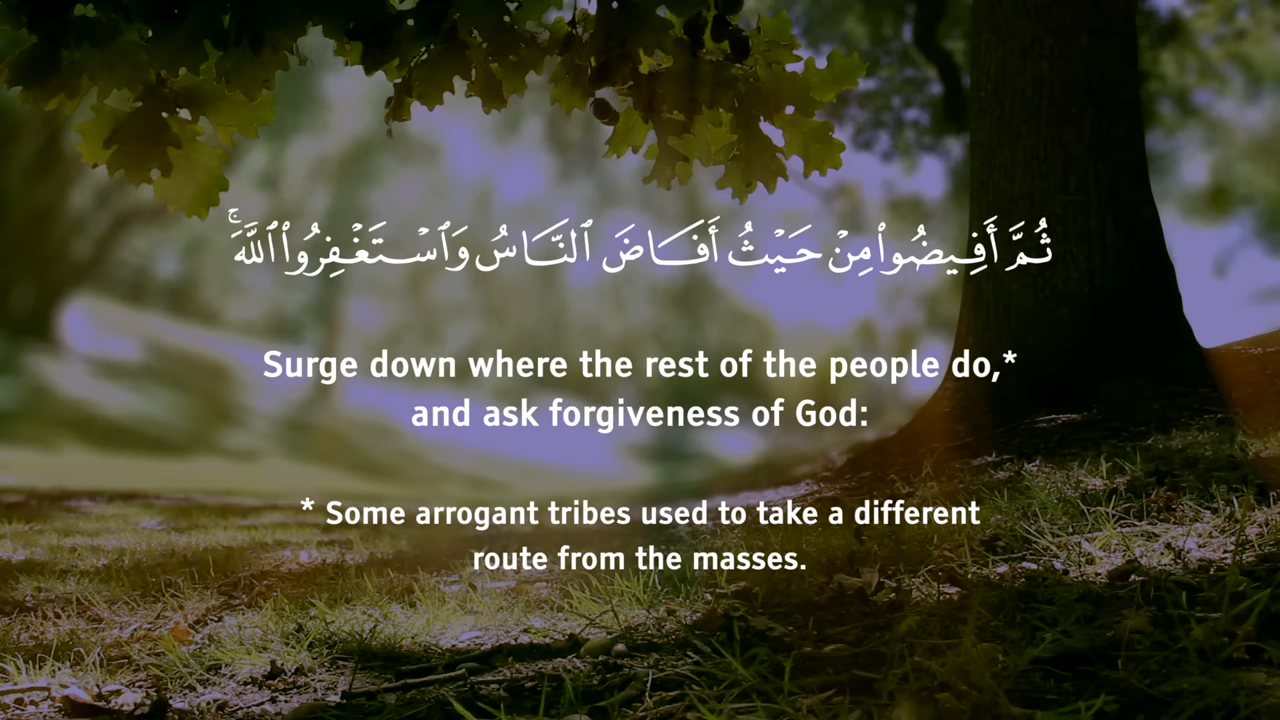 ثُمَّ أَفِيضُوا۟ مِنْ حَيْثُ أَفَاضَ ٱلنَّاسُ وَٱسْتَغْفِرُوا۟ ٱللَّهَ ۚ
Surge down where the rest of the people do,*
and ask forgiveness of God:
* Some arrogant tribes used to take a different
route from the masses.